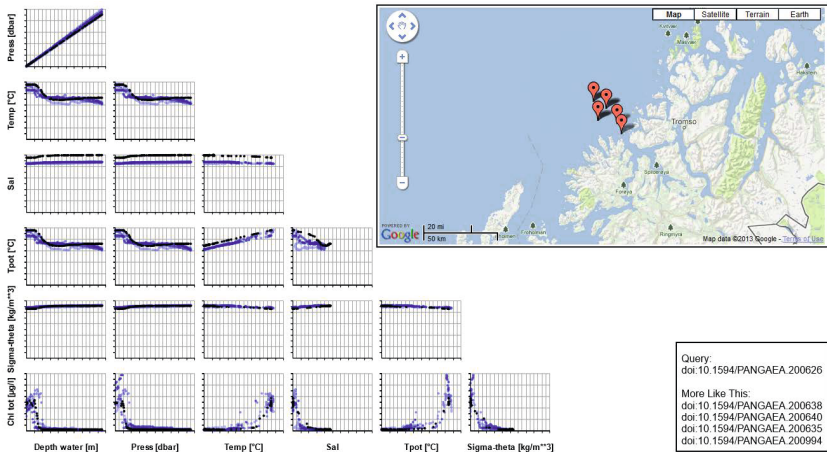 Press [dbar]
Temp [°C]
Sal
Tpot [°C]
Sigma-theta [kg/m**3]
Chl tot [µg/l]
Depth water [m]
Press [dbar]
Temp [°C]
Sal
Tpot [°C]
Sigma-theta [kg/m**3]
Map
Satellite
Terrain
Earth
Tromsø
Ringmya
POWERED BY
Google
20 mi
50 km
Map data ©2013 Google - Terms of Use
Query:
doi:10.1594/PANGAEA.200626
More Like This:
doi:10.1594/PANGAEA.200638
doi:10.1594/PANGAEA.200640
doi:10.1594/PANGAEA.200635
doi:10.1594/PANGAEA.200994